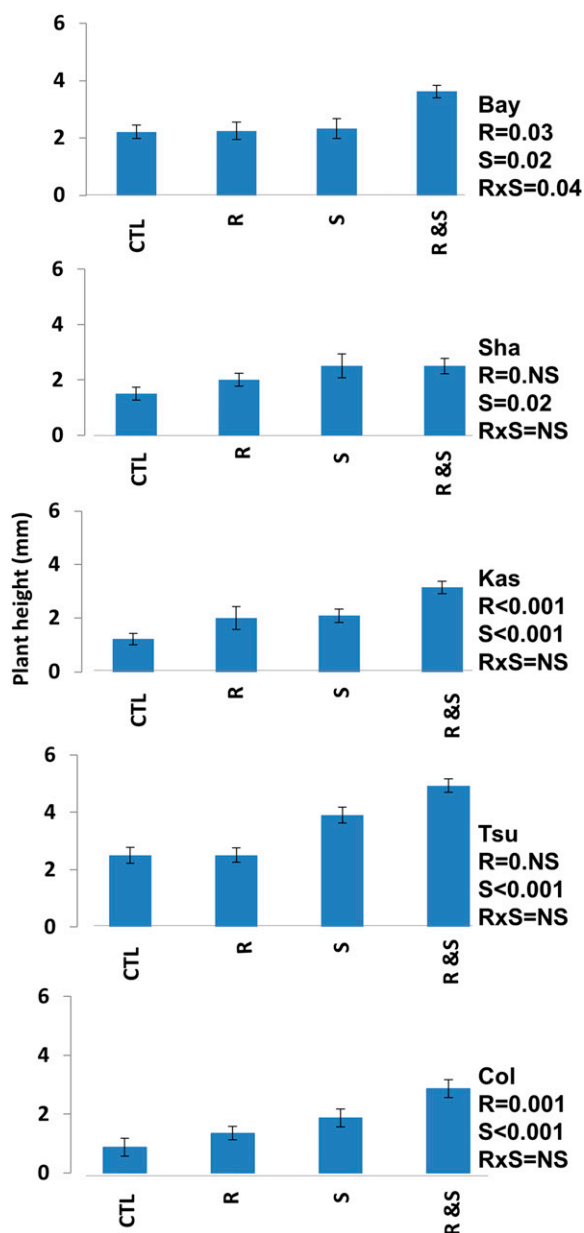 6
4
2
0
CTL
R
S
R &S
Bay
R=0.03
S=0.02
RxS=0.04
6
4
2
0
CTL
R
S
R &S
Sha
R=0.NS
S=0.02
RxS=NS
Plant height (mm)
6
4
2
0
CTL
R
S
R &S
Kas
R<0.001
S<0.001
RxS=NS
6
4
2
0
CTL
R
S
R &S
Tsu
R=0.NS
S<0.001
RxS=NS
6
4
2
0
CTL
R
S
R &S
Col
R=0.001
S<0.001
RxS=NS